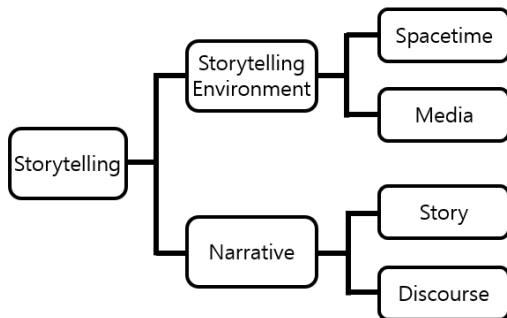 Storytelling
Storytelling
Environment
Spacetime
Media
Narrative
Story
Discourse